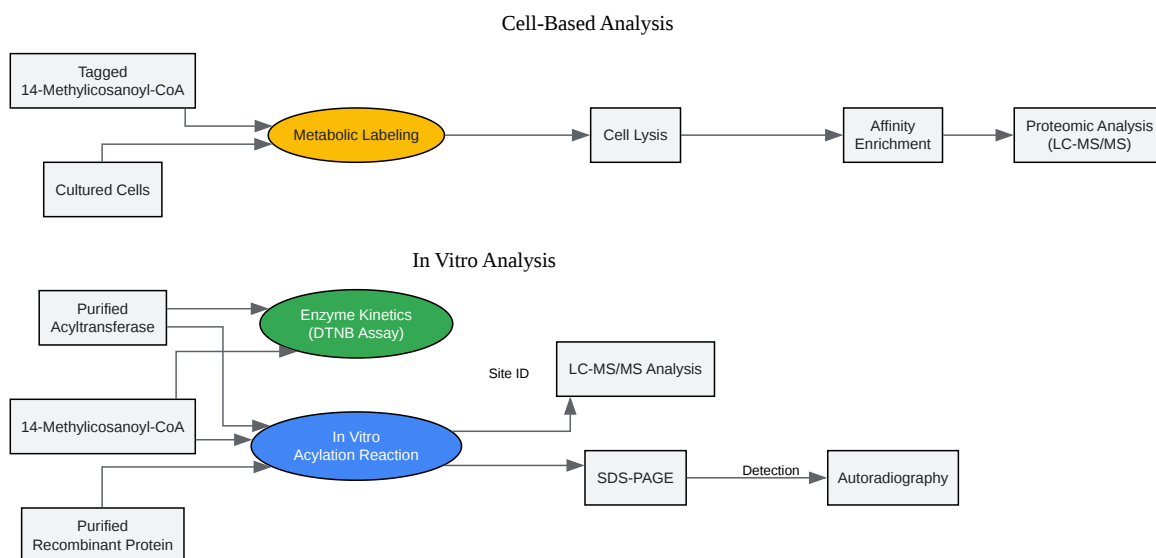 Cell-Based Analysis
Tagged
14-Methylicosanoyl-CoA
Metabolic Labeling
Cell Lysis
Affinity
Enrichment
Proteomic Analysis
(LC-MS/MS)
Cultured Cells
In Vitro Analysis
Purified
Acyltransferase
Enzyme Kinetics
(DTNB Assay)
Site ID
LC-MS/MS Analysis
14-Methylicosanoyl-CoA
In Vitro
Acylation Reaction
SDS-PAGE
Detection
Autoradiography
Purified
Recombinant Protein